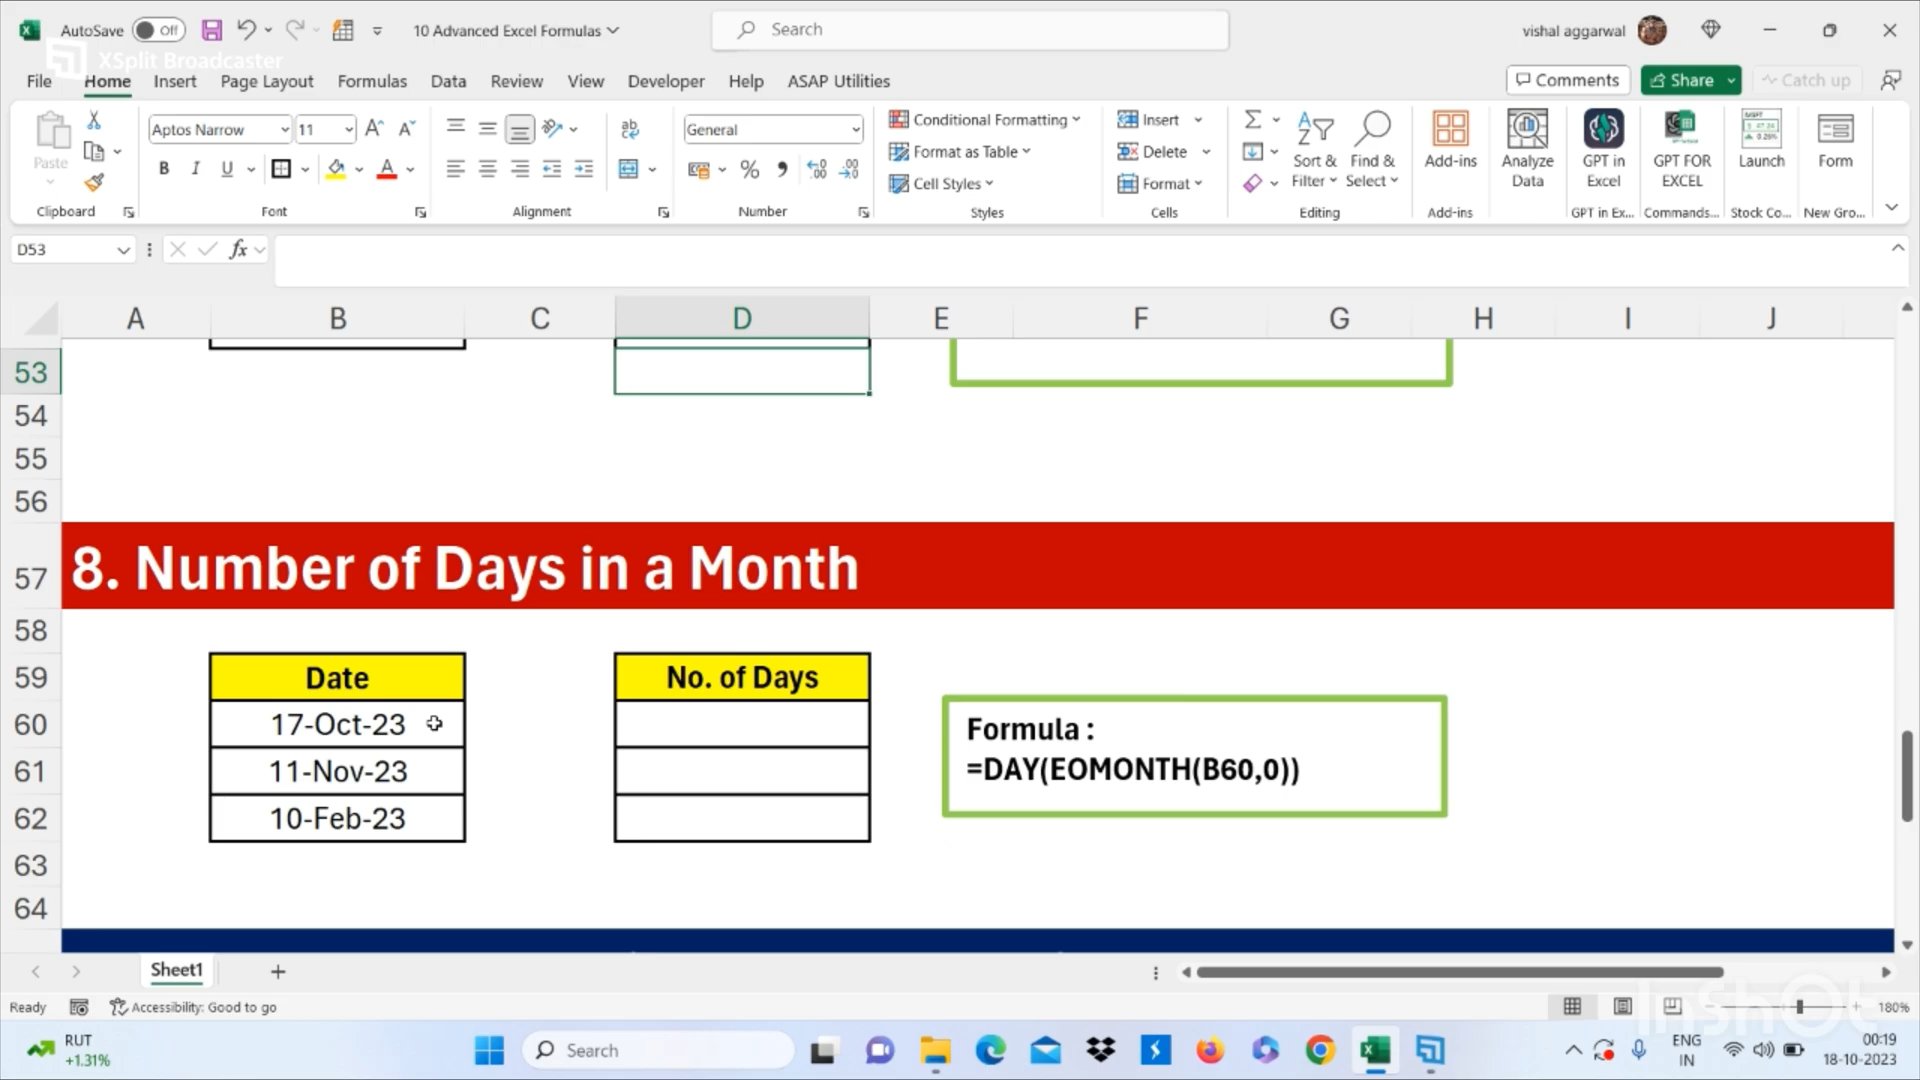 AutoSave Off
10 Advanced Excel Formulas
Search
vishal aggarwal
XSplit Broadcaster
File Home Insert Page Layout Formulas Data Review View Developer Help ASAP Utilities
Comments Share Catch up
Paste
Clipboard
Aptos Narrow 11
B I U
Font
ab
Alignment
General
%
Number
Conditional Formatting
Format as Table
Cell Styles
Styles
Insert
Delete
Format
Cells
Sort & Filter
Find & Select
Editing
Add-ins
Add-ins
Analyze Data
GPT in Excel
GPT in Ex...
GPT FOR EXCEL
Commands...
Launch
Stock Co...
Form
New Gro...
D53
fx
A B C D E F G H I J
53
54
55
56
57 8. Number of Days in a Month
58
59 Date No. of Days
60 17-Oct-23
61 11-Nov-23
62 10-Feb-23
Formula :
=DAY(EOMONTH(B60,0))
63
64
Sheet1
Ready Accessibility: Good to go
180%
InShOt
RUT
+1.31%
Search
ENG
IN
00:19
18-10-2023